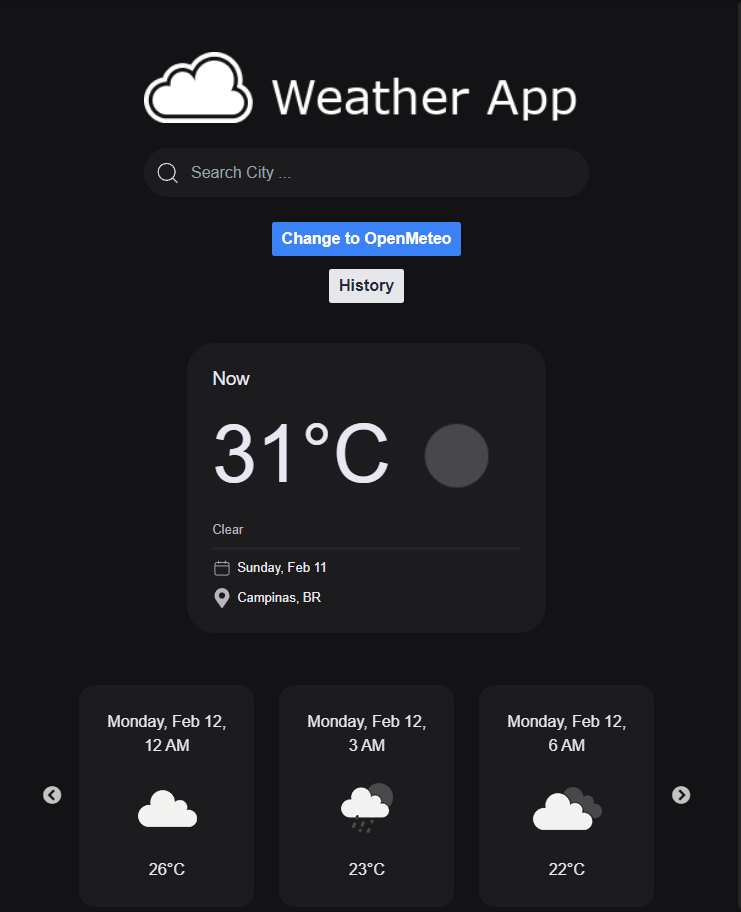 Weather App
Search City ...
Change to OpenMeteo
History
Now
31°C
Clear
Sunday, Feb 11
Campinas, BR
Monday, Feb 12,
12 AM
26°C
Monday, Feb 12,
3 AM
23°C
Monday, Feb 12,
6 AM
22°C